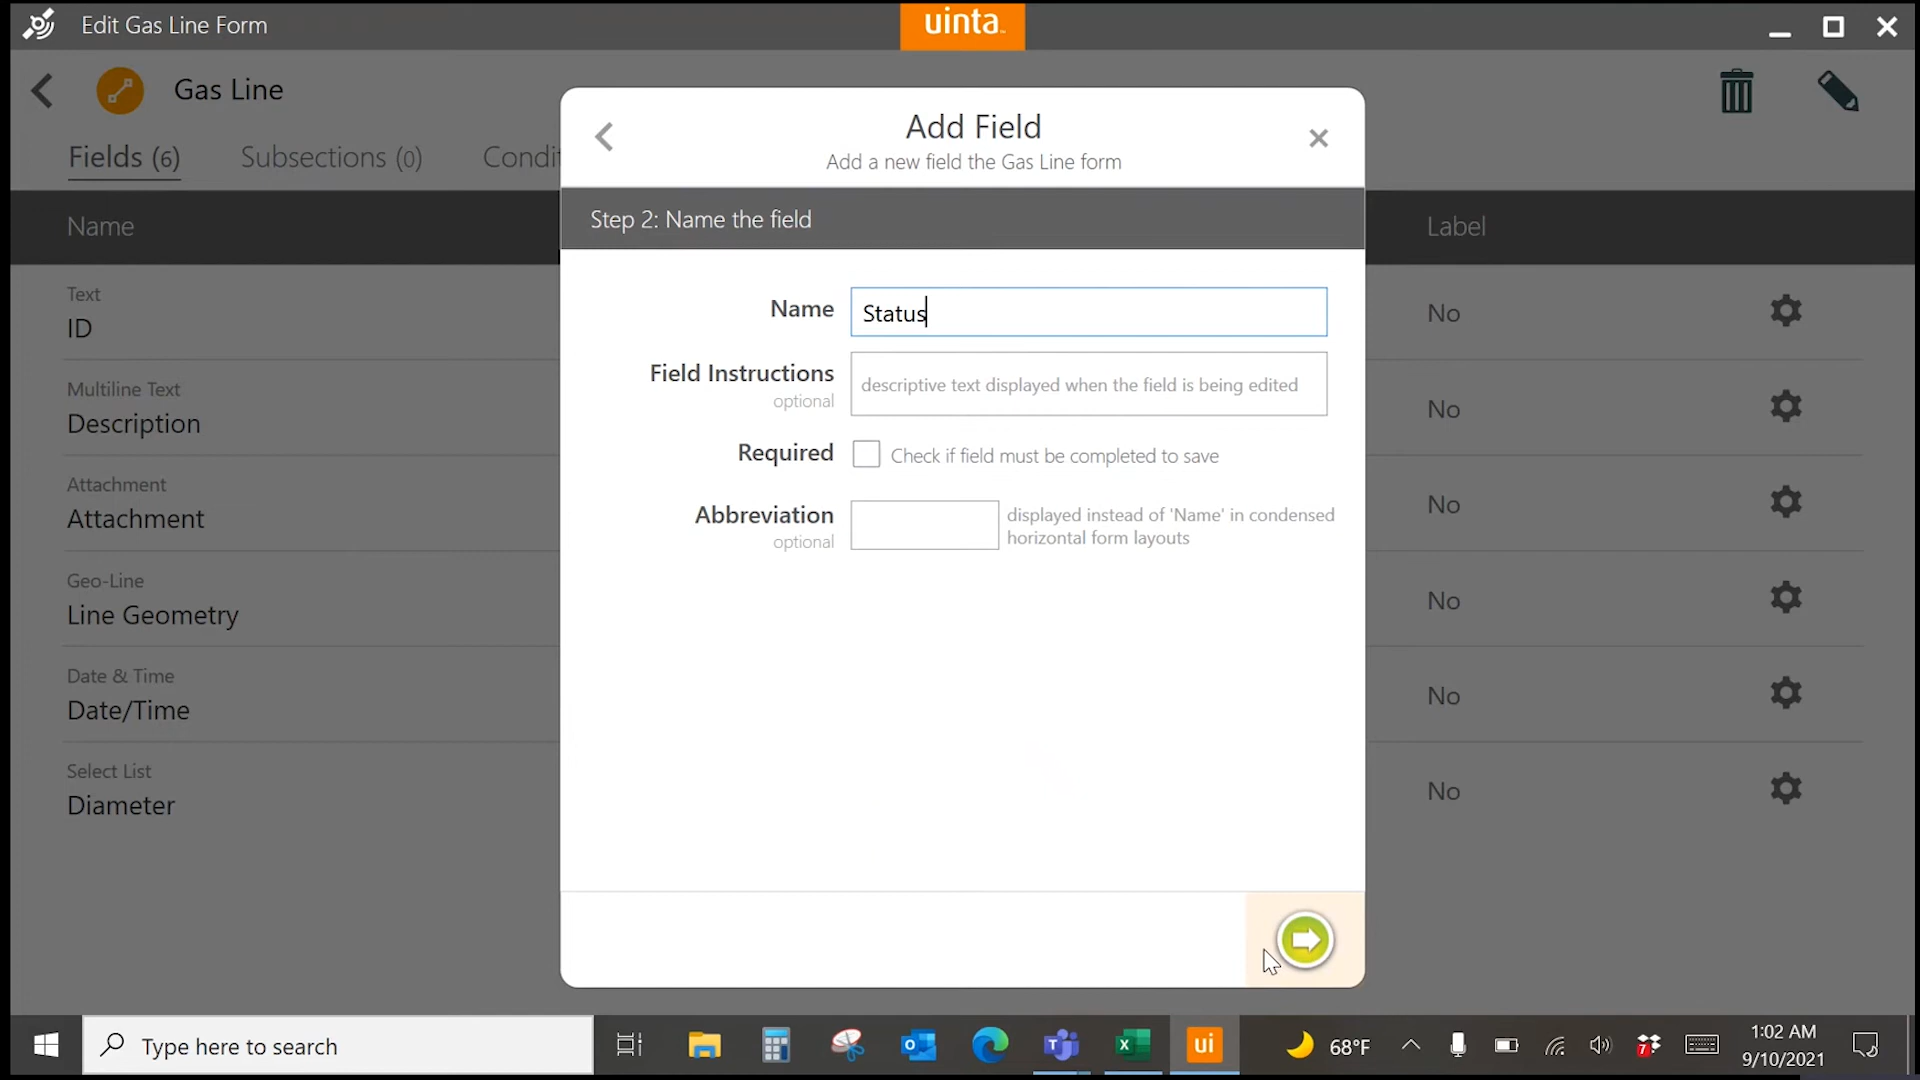 Edit Gas Line Form
uinta
Gas Line
Fields (6)
Subsections (0)
Condit
Name
Label
Text
ID
No
Multiline Text
Description
No
Attachment
Attachment
No
Geo-Line
Line Geometry
No
Date & Time
Date/Time
No
Select List
Diameter
No
Add Field
Add a new field the Gas Line form
Step 2: Name the field
Name
Status
Field Instructions
optional
descriptive text displayed when the field is being edited
Required
Check if field must be completed to save
Abbreviation
optional
displayed instead of 'Name' in condensed
horizontal form layouts
Type here to search
ui
68°F
7
1:02 AM
9/10/2021